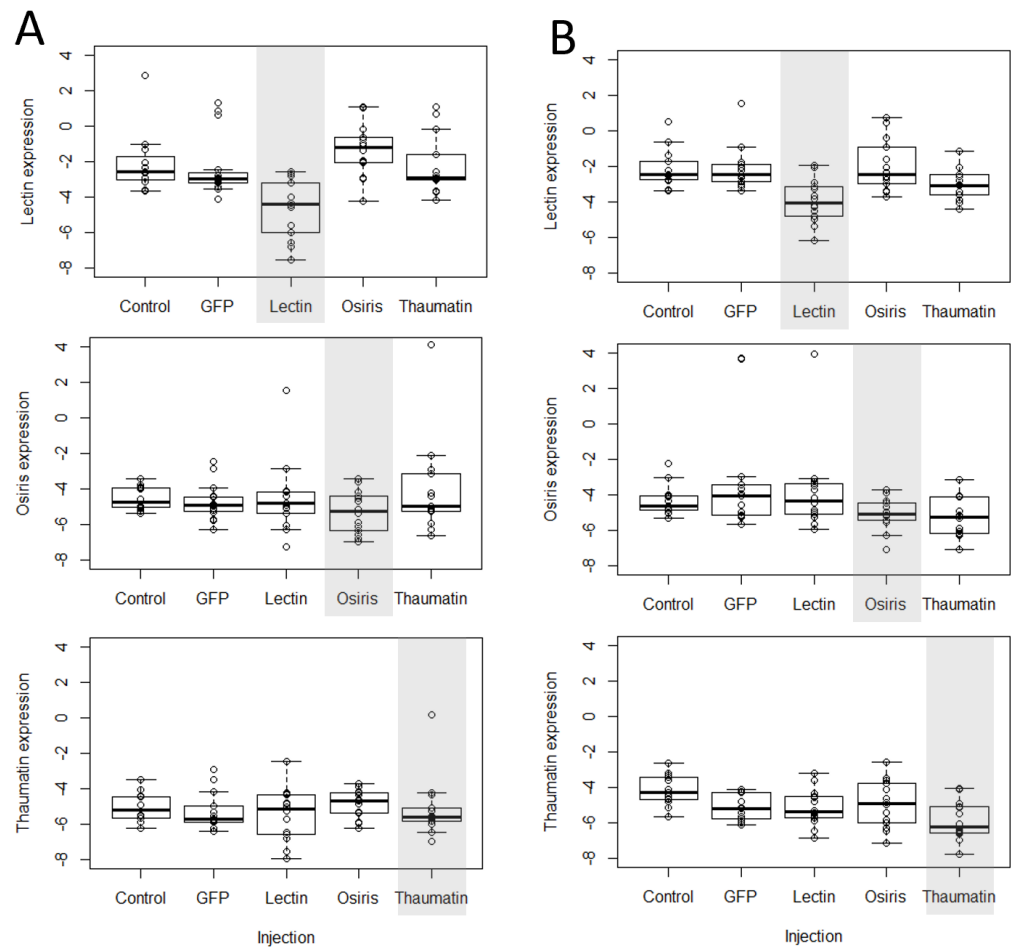 A
Lectin expression
4
2
0
-2
-4
-6
-8
Control GFP Lectin Osiris Thaumatin
Osiris expression
4
2
0
-2
-4
-6
-8
Control GFP Lectin Osiris Thaumatin
Thaumatin expression
4
2
0
-2
-4
-6
-8
Control GFP Lectin Osiris Thaumatin
Injection
B
Lectin expression
4
2
0
-2
-4
-6
-8
Control GFP Lectin Osiris Thaumatin
Osiris expression
4
2
0
-2
-4
-6
-8
Control GFP Lectin Osiris Thaumatin
Thaumatin expression
4
2
0
-2
-4
-6
-8
Control GFP Lectin Osiris Thaumatin
Injection